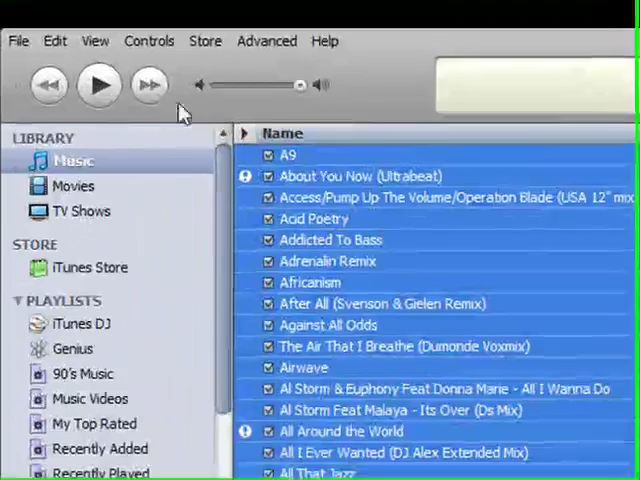 File Edit View Controls Store Advanced Help
LIBRARY
Music
Movies
TV Shows
STORE
iTunes Store
PLAYLISTS
iTunes DJ
Genius
90's Music
Music Videos
My Top Rated
Recently Added
Recently Played
Name
A9
About You Now (Ultrabeat)
Access/Pump Up The Volume/Operation Blade (USA 12" mix
Acid Poetry
Addicted To Bass
Adrenalin Remix
Africanism
After All (Svenson & Gielen Remix)
Against All Odds
The Air That I Breathe (Dumonde Voxmix)
Airwave
Al Storm & Euphony Feat Donna Marie - All I Wanna Do
Al Storm Feat Malaya - Its Over (Ds Mix)
All Around the World
All I Ever Wanted (DJ Alex Extended Mix)
All That Jazz